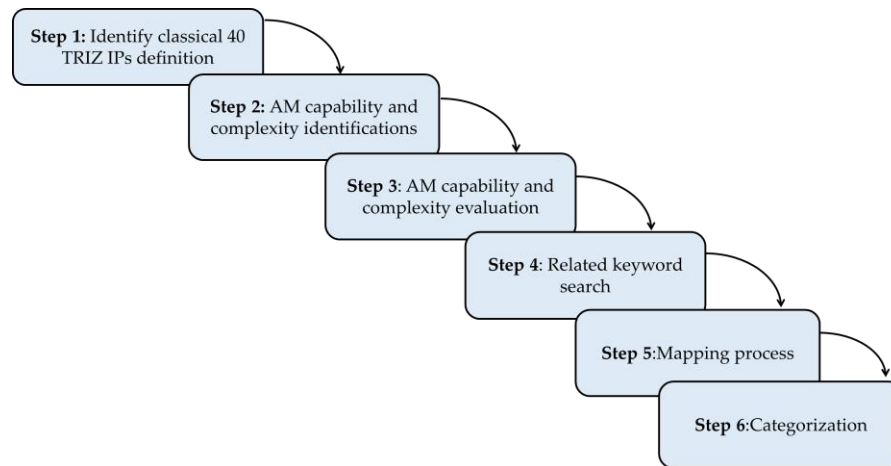 Step 1: Identify classical 40
TRIZ IPs definition
Step 2: AM capability and
complexity identifications
Step 3: AM capability and
complexity evaluation
Step 4: Related keyword
search
Step 5:Mapping process
Step 6:Categorization